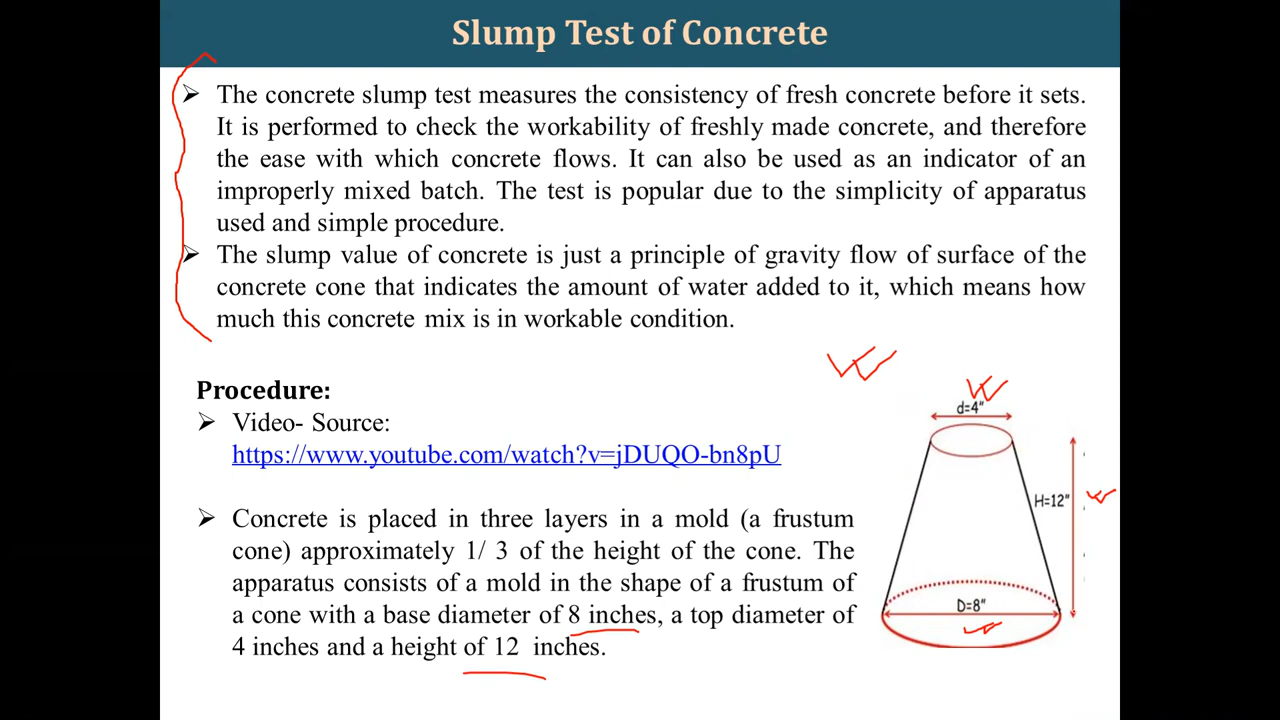 Slump Test of Concrete
➢ The concrete slump test measures the consistency of fresh concrete before it sets.
It is performed to check the workability of freshly made concrete, and therefore
the ease with which concrete flows. It can also be used as an indicator of an
improperly mixed batch. The test is popular due to the simplicity of apparatus
used and simple procedure.
➢ The slump value of concrete is just a principle of gravity flow of surface of the
concrete cone that indicates the amount of water added to it, which means how
much this concrete mix is in workable condition.
Procedure:
➢ Video- Source:
https://www.youtube.com/watch?v=jDUQO-bn8pU
➢ Concrete is placed in three layers in a mold (a frustum
cone) approximately 1/ 3 of the height of the cone. The
apparatus consists of a mold in the shape of a frustum of
a cone with a base diameter of 8 inches, a top diameter of
4 inches and a height of 12 inches.
d=4"
H=12"
D=8"